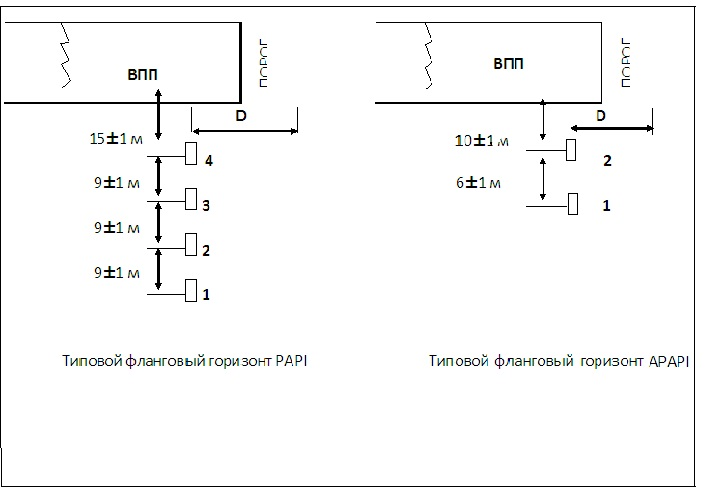 ВПП
ПОРОГ
D
15±1 м
4
9±1 м
3
9±1 м
2
9±1 м
1
Типовой фланговый горизонт PAPI
ВПП
ПОРОГ
D
10±1 м
2
6±1 м
1
Типовой фланговый горизонт APAPI